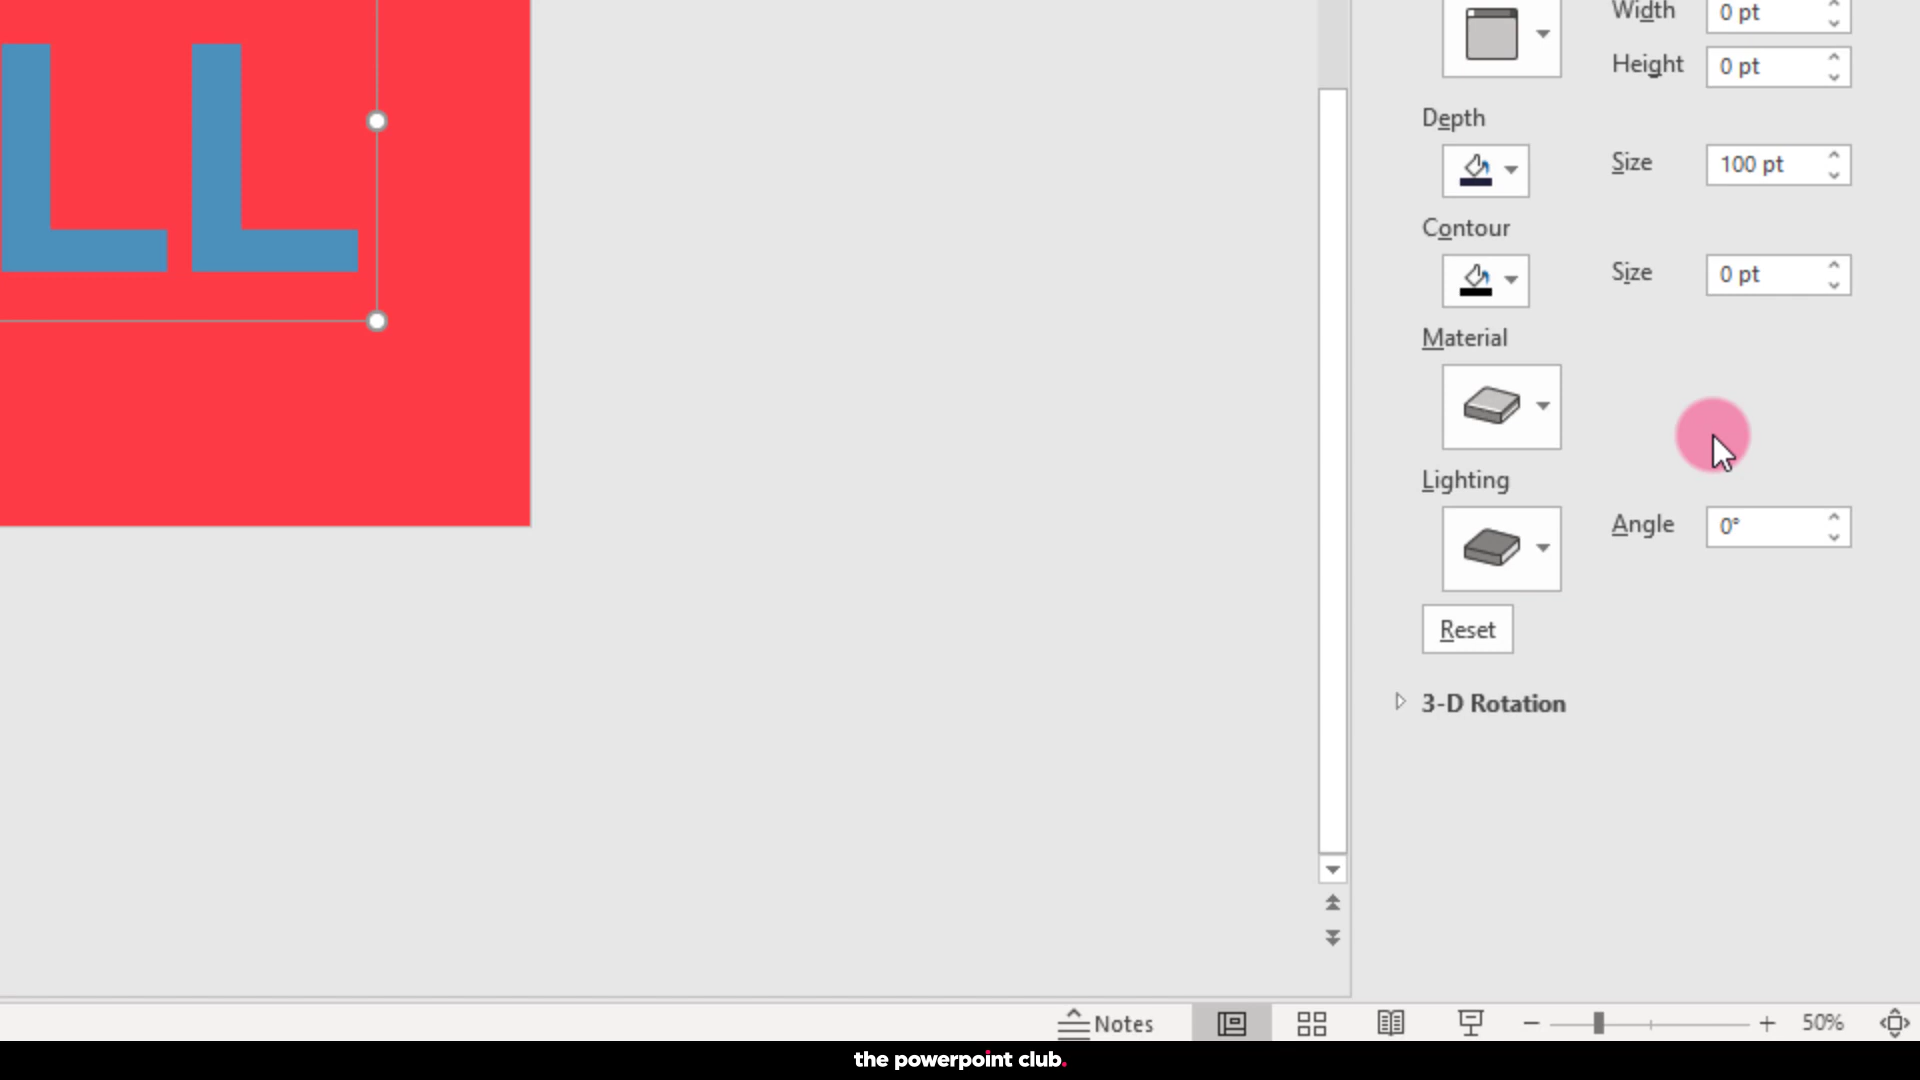 LL
Width 0 pt
Height 0 pt
Depth
Size 100 pt
Contour
Size 0 pt
Material
Lighting
Angle 0°
Reset
3-D Rotation
Notes
50%
the powerpoint club.